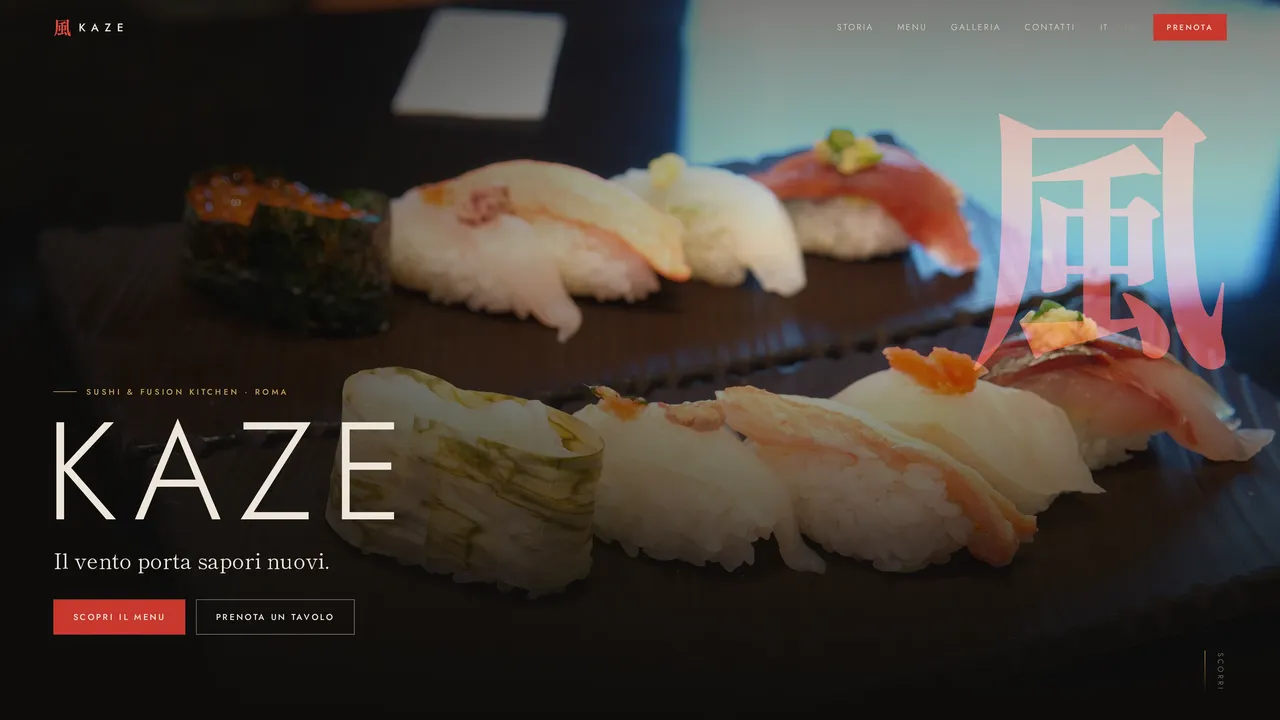 風 KAZE
STORIA MENU GALLERIA CONTATTI IT PRENOTA
風
SUSHI & FUSION KITCHEN · ROMA
KAZE
Il vento porta sapori nuovi.
SCOPRI IL MENU PRENOTA UN TAVOLO
SCORRI